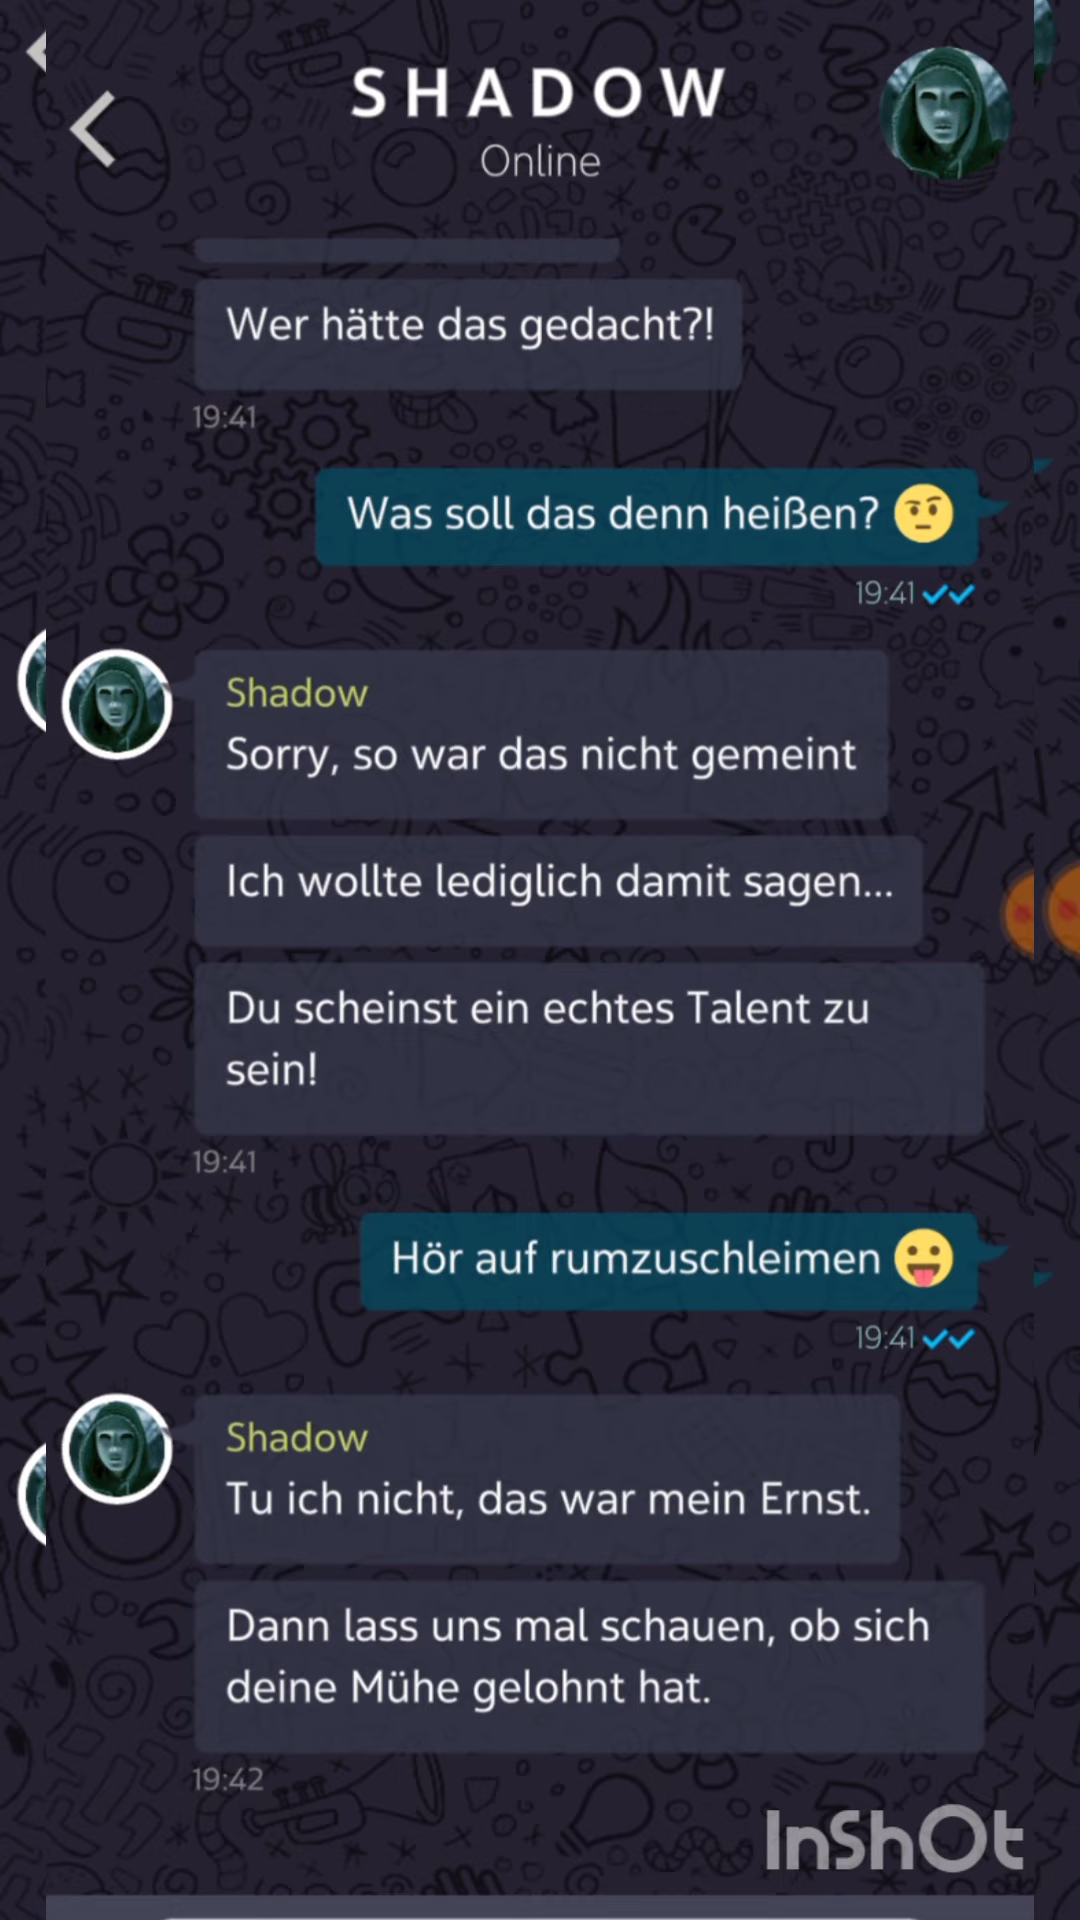 SHADOW
Online
Wer hätte das gedacht?!
19:41
Was soll das denn heißen? 🤨
19:41
Shadow
Sorry, so war das nicht gemeint
Ich wollte lediglich damit sagen...
Du scheinst ein echtes Talent zu
sein!
19:41
Hör auf rumzuschleimen 😛
19:41
Shadow
Tu ich nicht, das war mein Ernst.
Dann lass uns mal schauen, ob sich
deine Mühe gelohnt hat.
19:42
InShOt